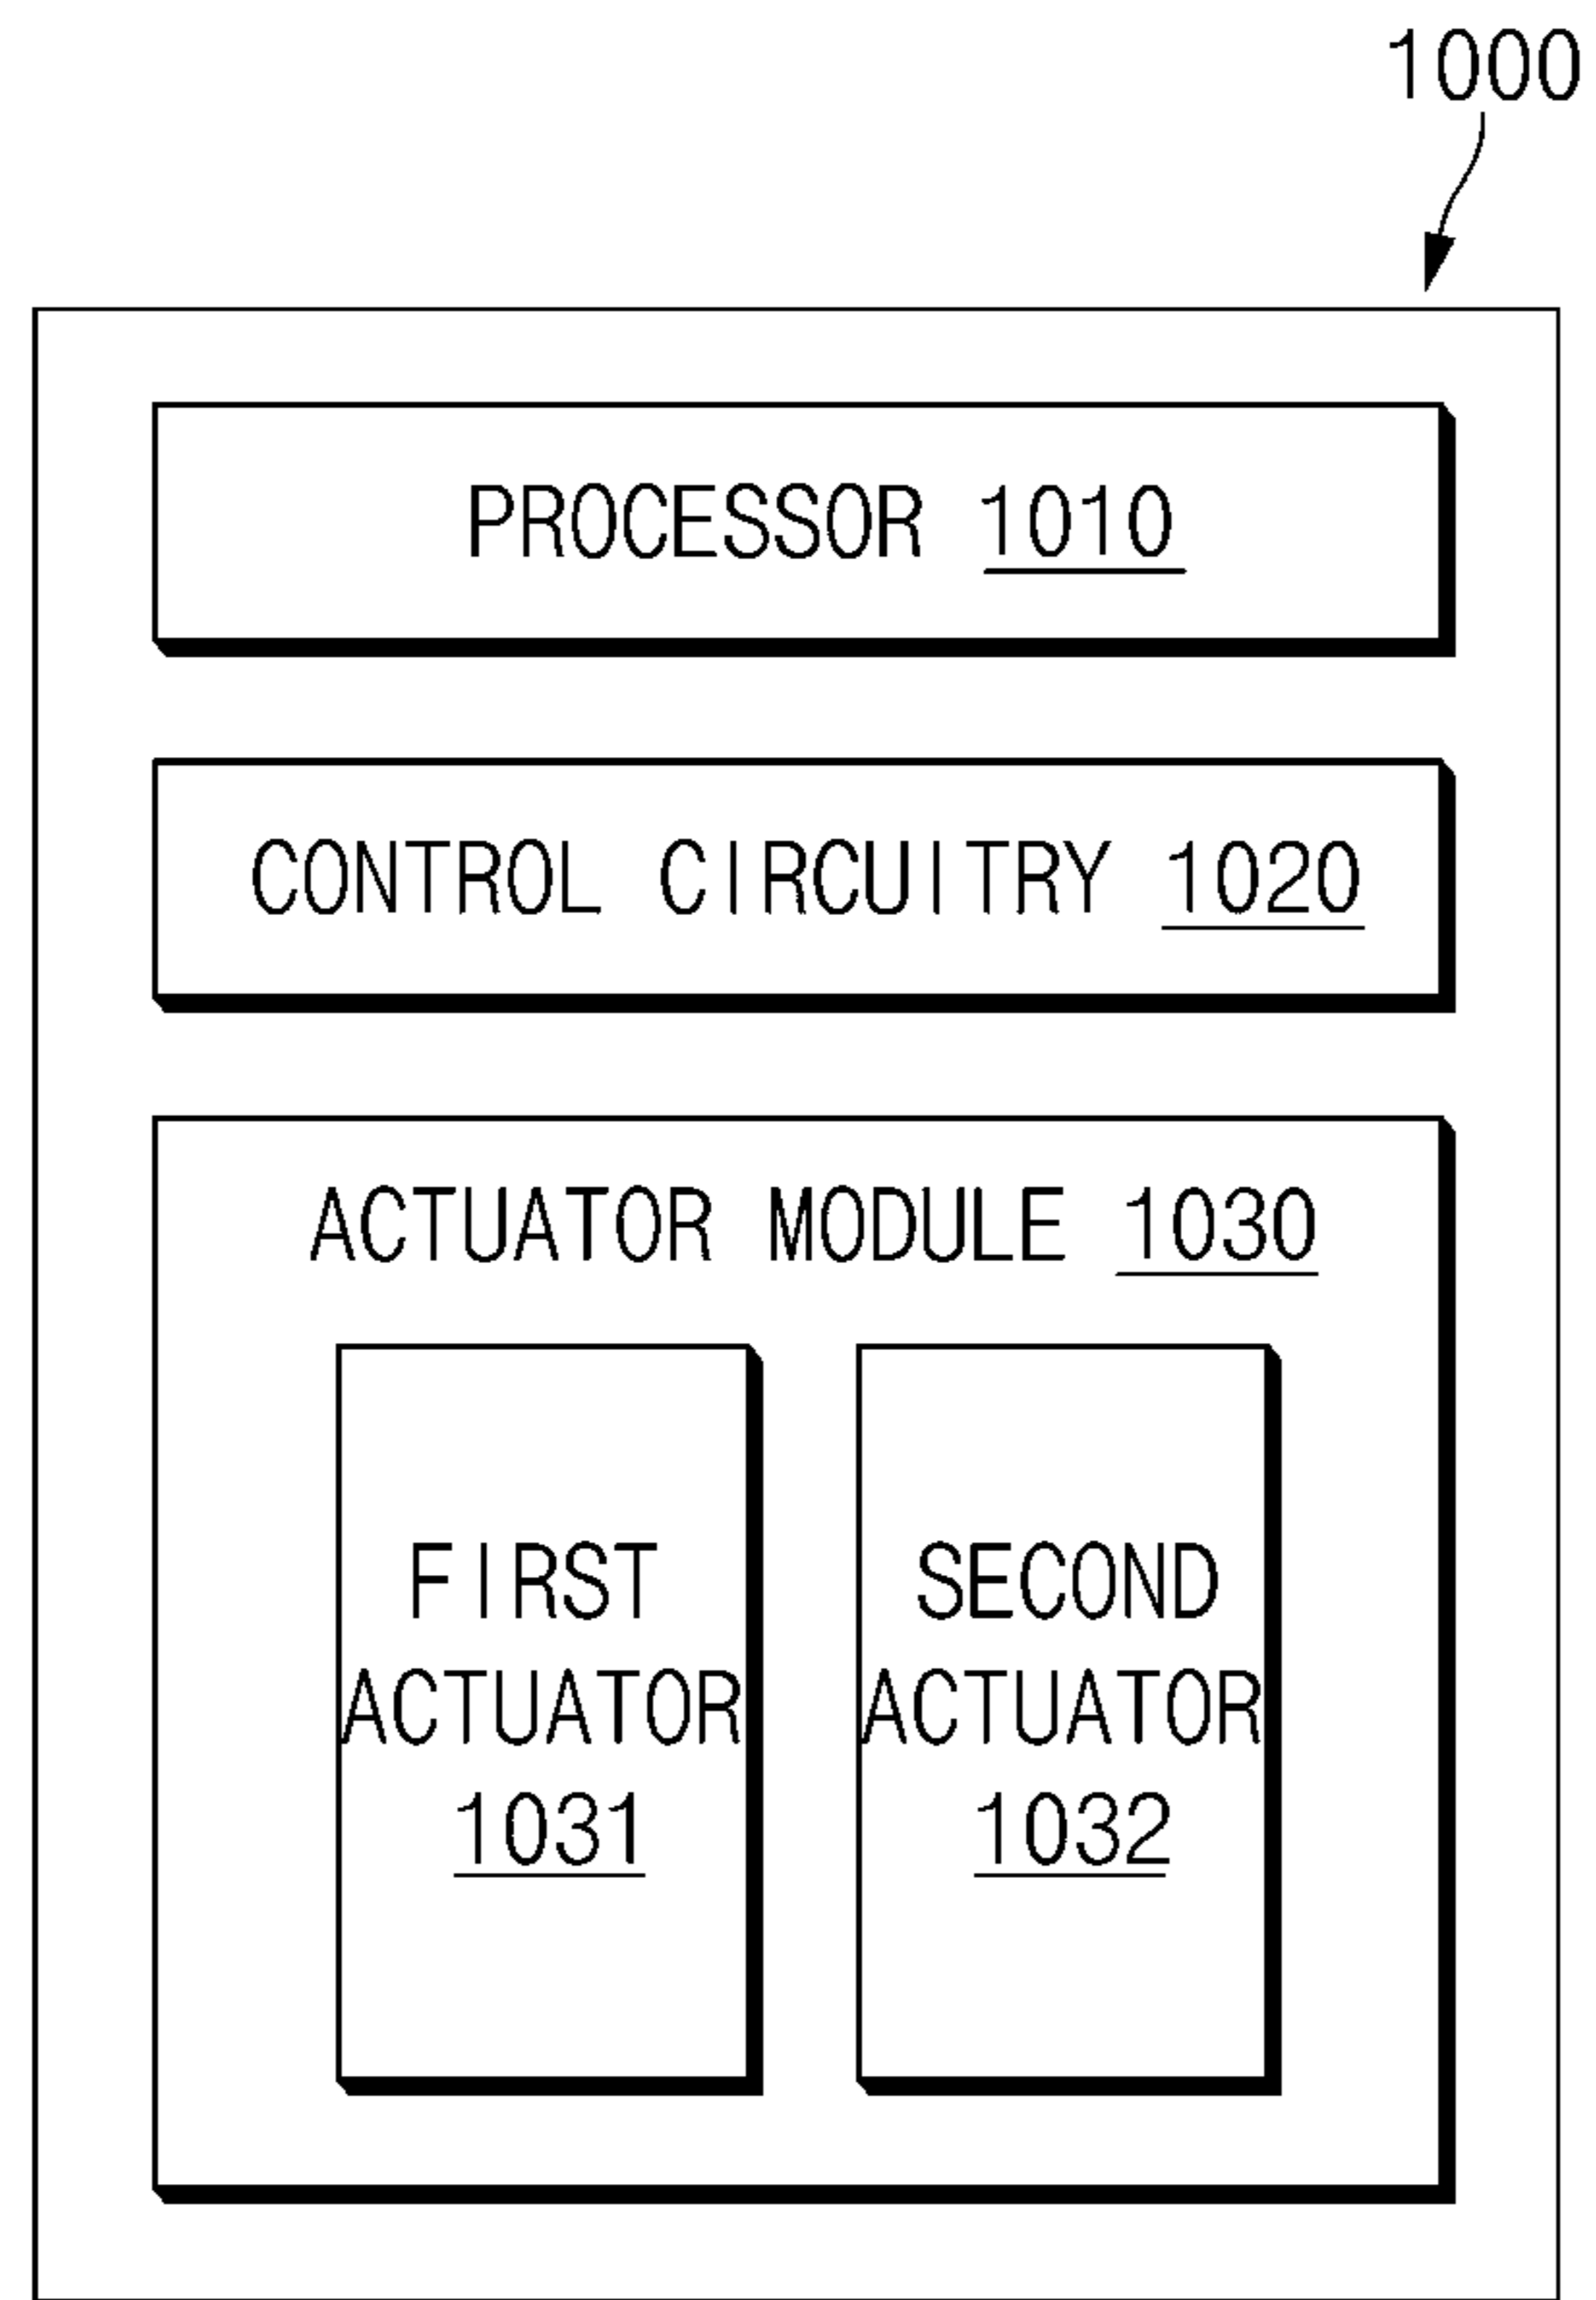 1000
PROCESSOR 1010
CONTROL CIRCUITRY 1020
ACTUATOR MODULE 1030
FIRST
ACTUATOR
1031
SECOND
ACTUATOR
1032